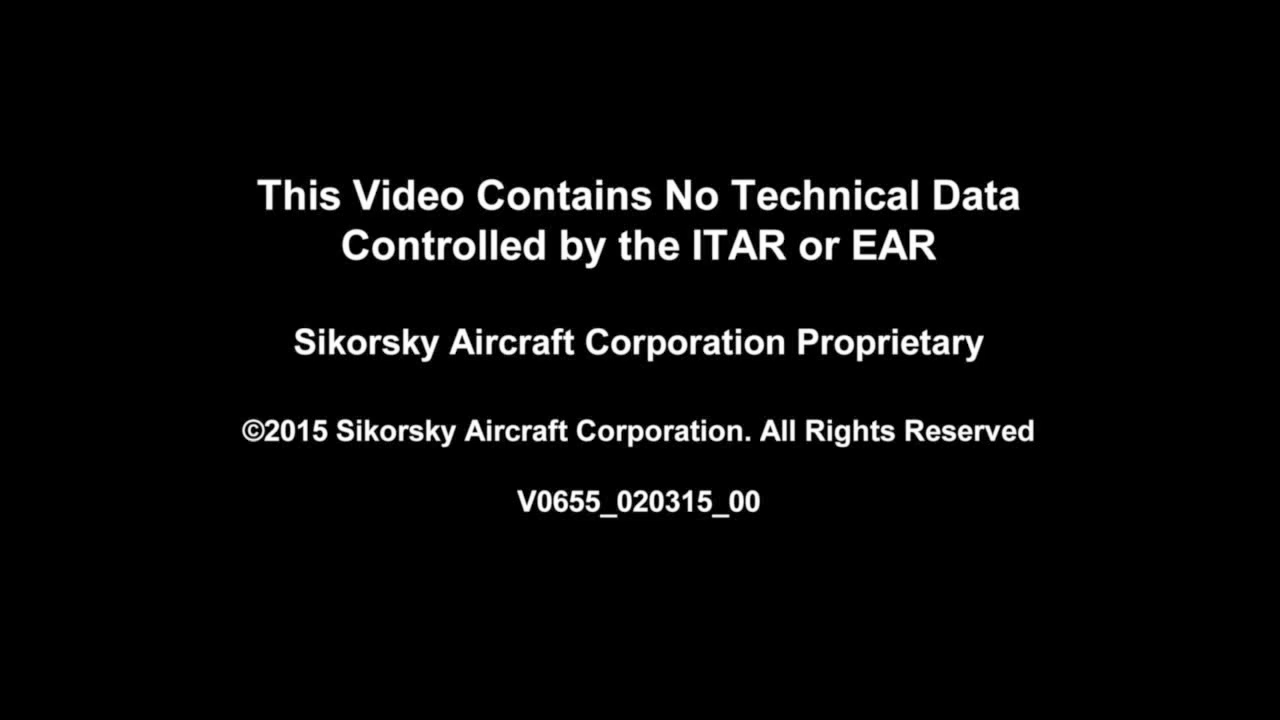 This Video Contains No Technical Data
Controlled by the ITAR or EAR
Sikorsky Aircraft Corporation Proprietary
©2015 Sikorsky Aircraft Corporation. All Rights Reserved
V0655_020315_00